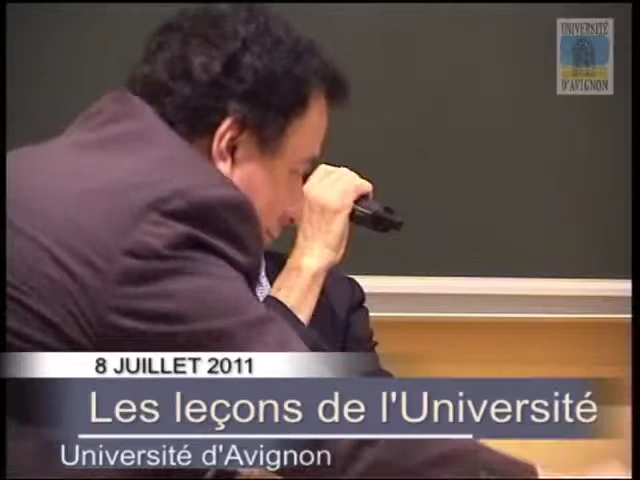 UNIVERSITÉ
D'AVIGNON
8 JUILLET 2011
Les leçons de l'Université
Université d'Avignon